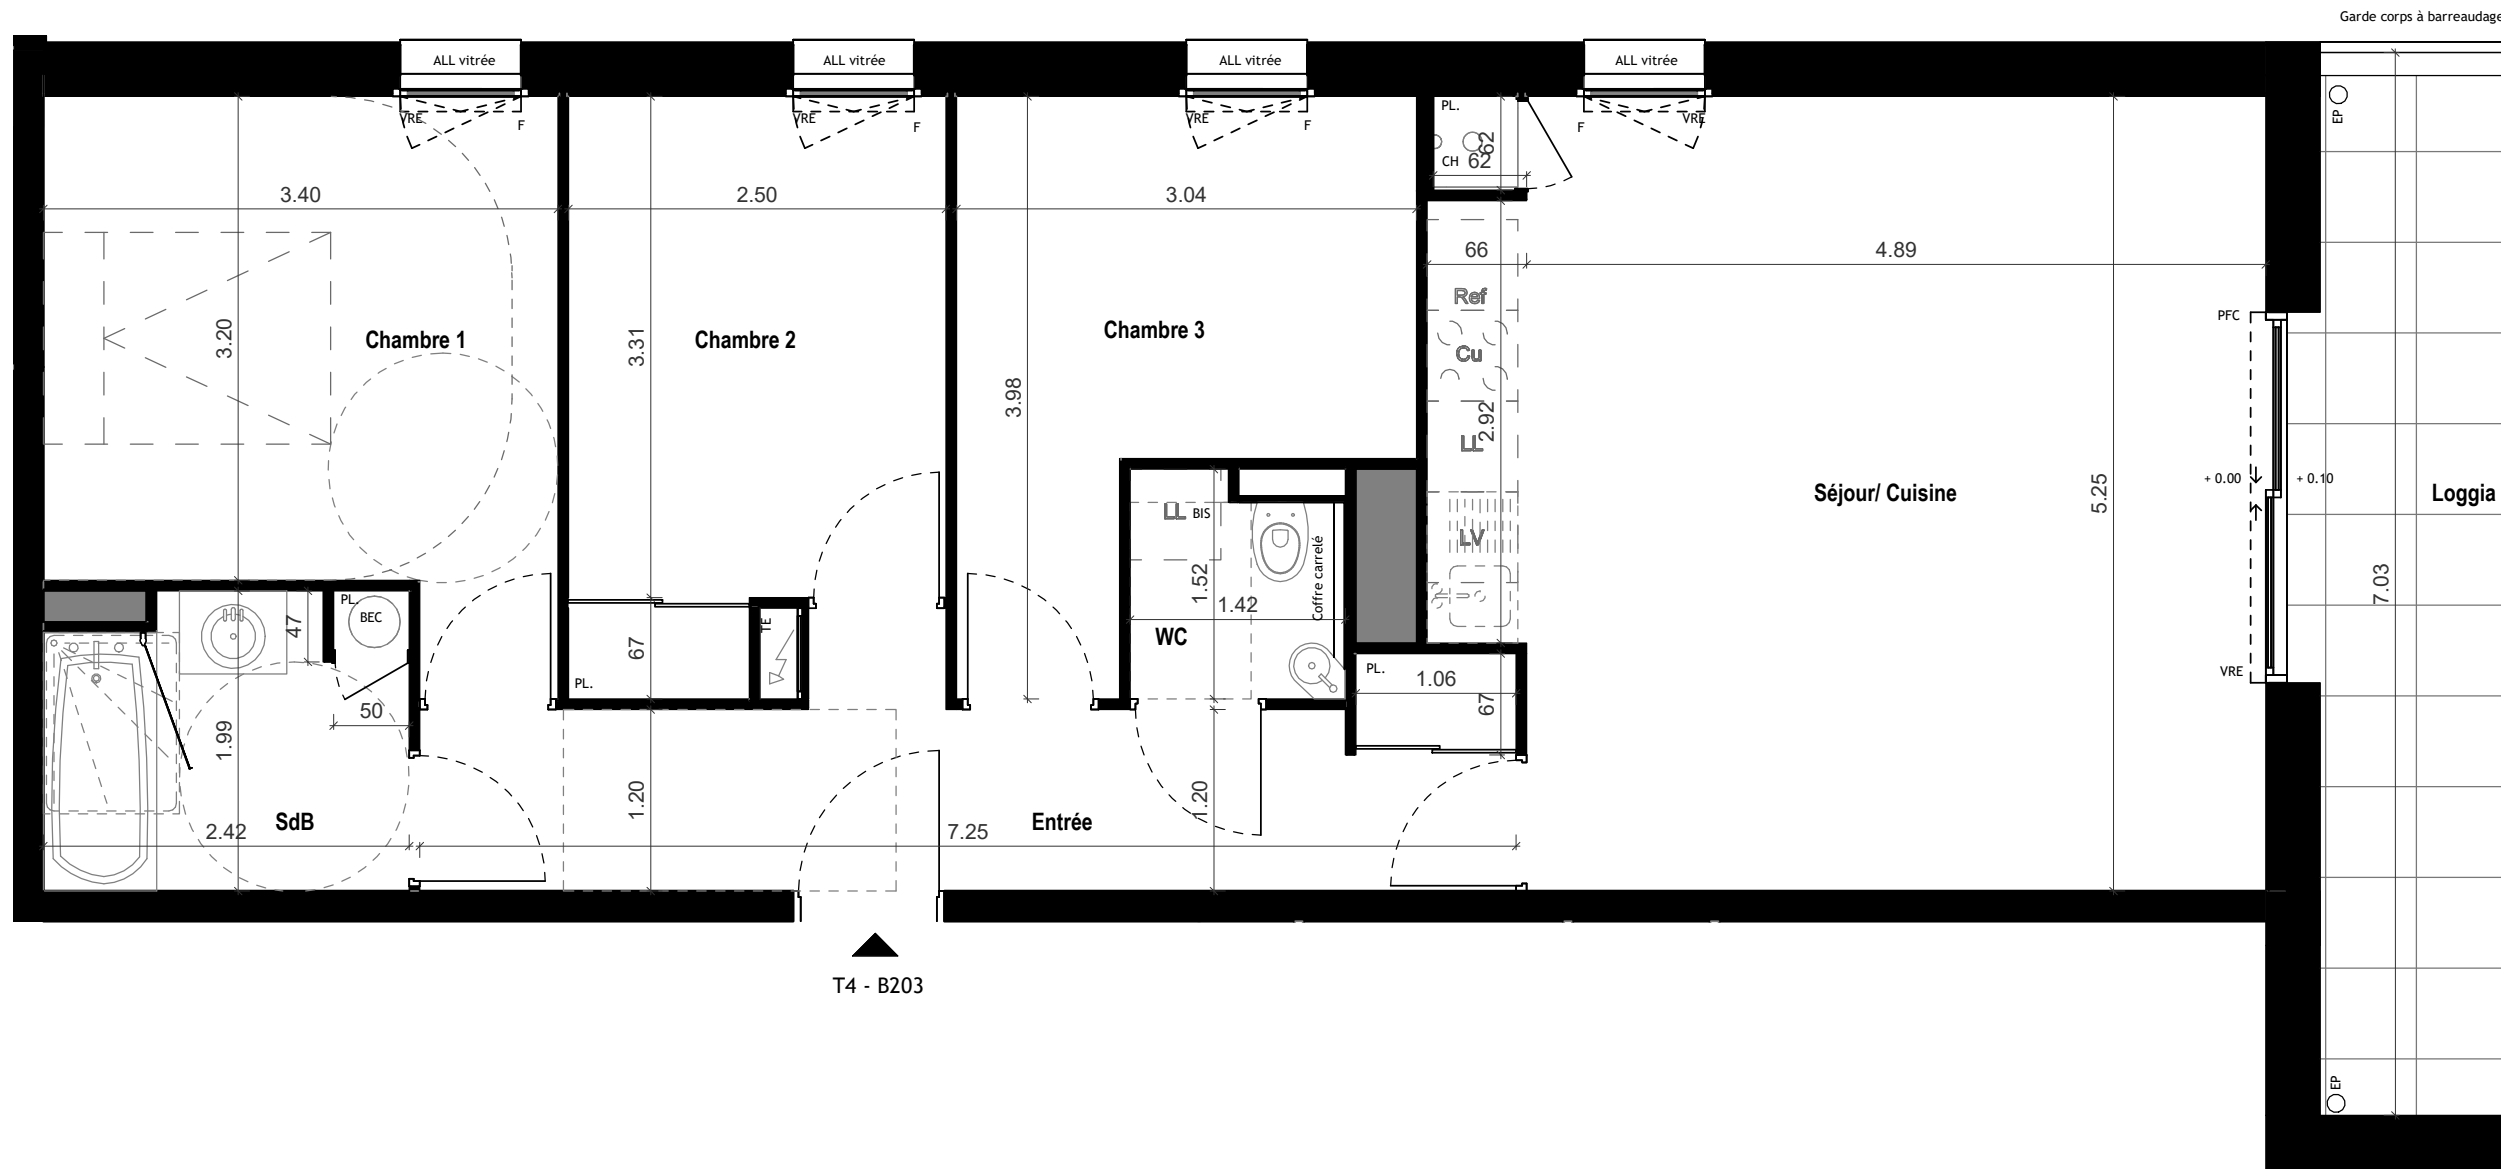 Garde corps à barreaudage
ALL vitrée
ALL vitrée
ALL vitrée
ALL vitrée
VRE
F
VRE
F
VRE
F
PL.
CH
62
62
F
VRE
EP
3.40
2.50
3.04
66
4.89
3.20
Chambre 1
3.31
Chambre 2
3.98
Chambre 3
Ref
Cu
2.92
LL
LV
PFC
+ 0.00
+ 0.10
Séjour/ Cuisine
5.25
Loggia
7.03
LL BIS
1.52
1.42
Coffre carrelé
WC
PL.
BEC
47
50
1.99
67
PL.
TE
PL.
1.06
67
VRE
SdB
2.42
1.20
7.25
Entrée
1.20
EP
T4 - B203